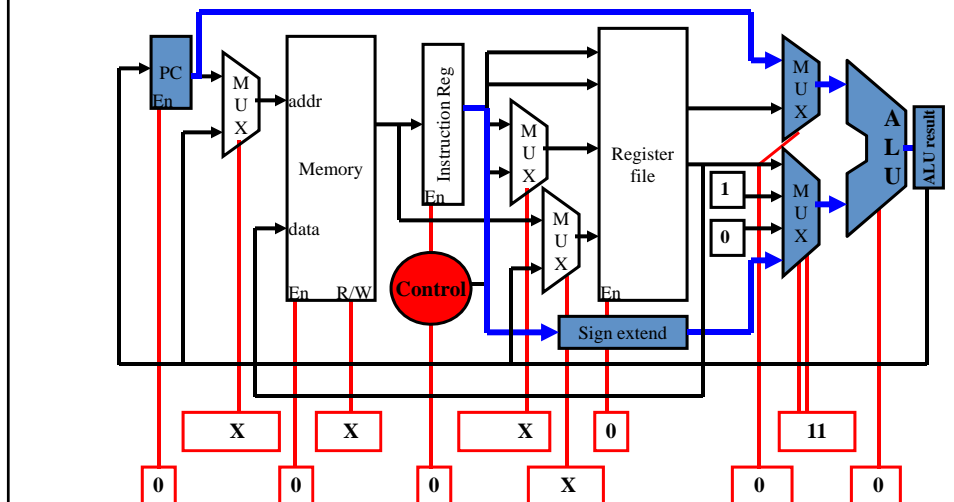 PC
En
M
U
X
addr
Memory
data
En
R/W
Instruction Reg
En
Control
M
U
X
M
U
X
Register
file
En
Sign extend
1
0
M
U
X
M
U
X
A
L
U
ALU result
X
X
X
0
11
0
0
0
X
0
0